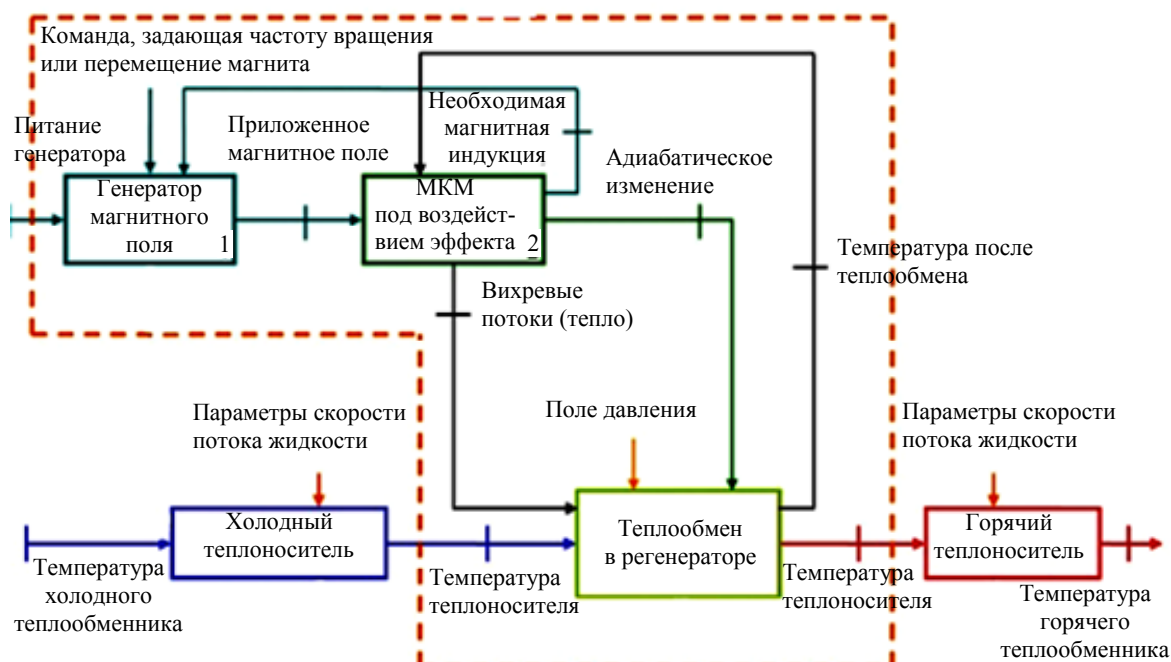 Команда, задающая частоту вращения
или перемещение магнита
Питание
генератора
Приложенное
магнитное поле
Необходимая
магнитная
индукция
Адиабатическое
изменение
Генератор
магнитного
поля
1
МКМ
под воздейст-
вием эффекта
2
Температура после
теплообмена
Вихревые
потоки (тепло)
Параметры скорости
потока жидкости
Поле давления
Параметры скорости
потока жидкости
Холодный
теплоноситель
Теплообмен
в регенераторе
Горячий
теплоноситель
Температура
холодного
теплообменника
Температура
теплоносителя
Температура
теплоносителя
Температура
горячего
теплообменника